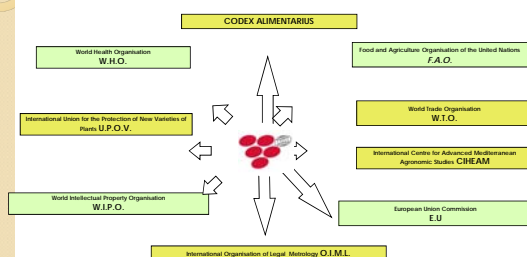 CODEX ALIMENTARIUS
World Health Organisation
W.H.O.
Food and Agriculture Organisation of the United Nations
F.A.O.
International Union for the Protection of New Varieties of
Plants U.P.O.V.
World Trade Organisation
W.T.O.
International Centre for Advanced Mediterranean
Agronomic Studies CIHEAM
World Intellectual Property Organisation
W.I.P.O.
European Union Commission
E.U
International Organisation of Legal Metrology O.I.M.L.